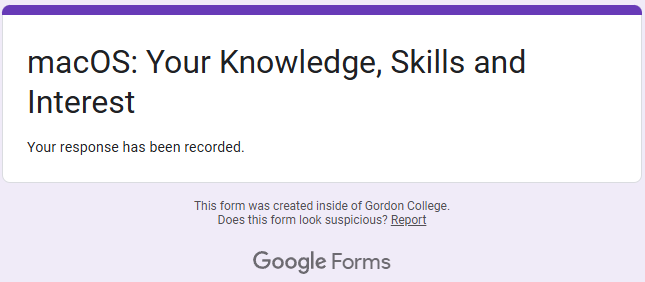 macOS: Your Knowledge, Skills and
Interest
Your response has been recorded.
This form was created inside of Gordon College.
Does this form look suspicious? Report
Google Forms